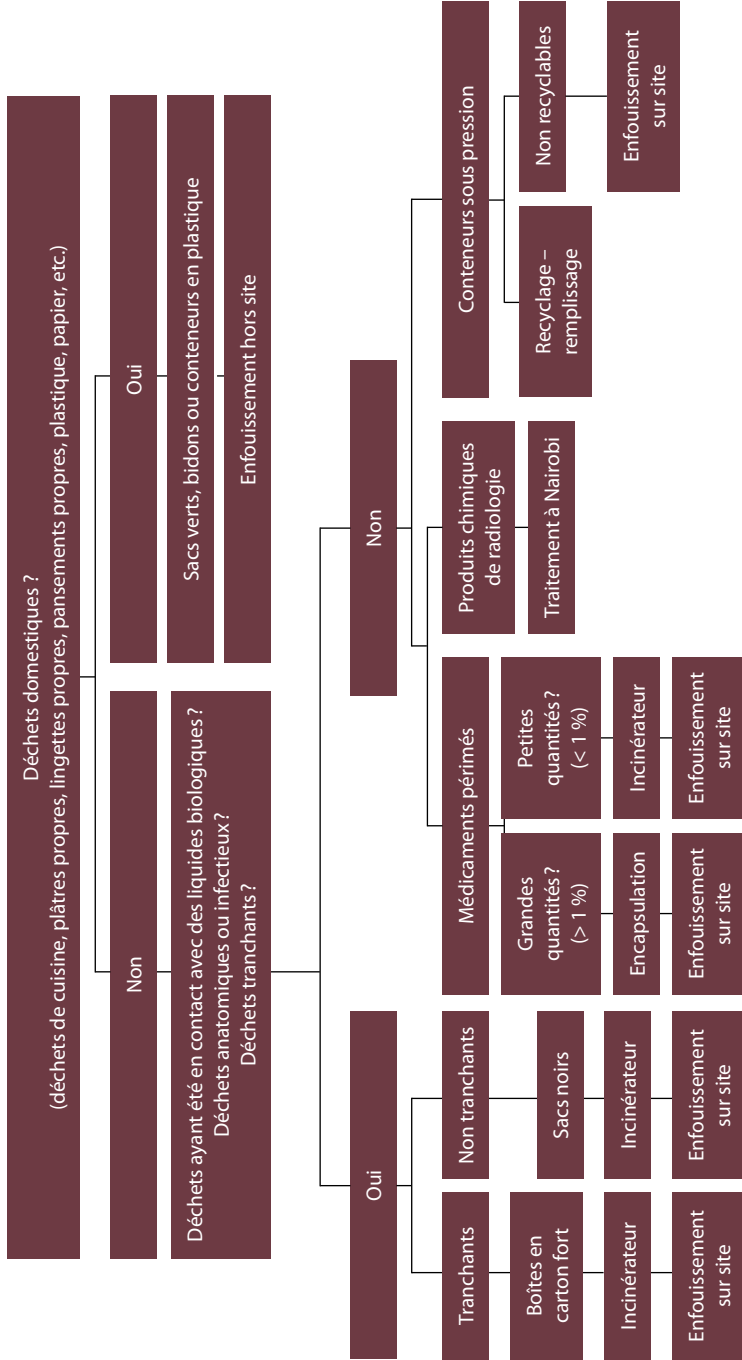 Déchets domestiques ?
(déchets de cuisine, plâtres propres, lingettes propres, pansements propres, plastique, papier, etc.)
Non
Oui
Déchets ayant été en contact avec des liquides biologiques ?
Déchets anatomiques ou infectieux ?
Déchets tranchants ?
Sacs verts, bidons ou conteneurs en plastique
Enfouissement hors site
Oui
Non
Tranchants
Non tranchants
Médicaments périmés
Produits chimiques
de radiologie
Conteneurs sous pression
Boîtes en
carton fort
Sacs noirs
Grandes
quantités ?
(> 1 %)
Petites
quantités ?
(< 1 %)
Traitement à Nairobi
Recyclage –
remplissage
Non recyclables
Incinérateur
Incinérateur
Encapsulation
Incinérateur
Enfouissement
sur site
Enfouissement
sur site
Enfouissement
sur site
Enfouissement
sur site
Enfouissement
sur site